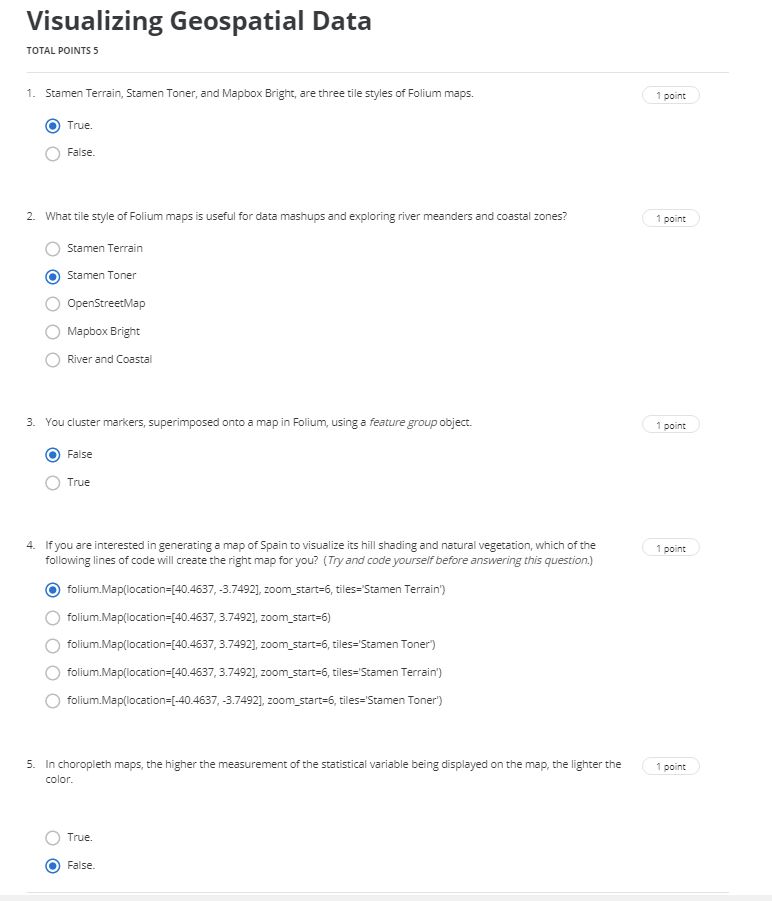 Visualizing Geospatial Data
TOTAL POINTS 5
1. Stamen Terrain, Stamen Toner, and Mapbox Bright, are three tile styles of Folium maps.
1 point
True.
False.
2. What tile style of Folium maps is useful for data mashups and exploring river meanders and coastal zones?
1 point
Stamen Terrain
Stamen Toner
OpenStreetMap
Mapbox Bright
River and Coastal
3. You cluster markers, superimposed onto a map in Folium, using a feature group object.
1 point
False
True
4. If you are interested in generating a map of Spain to visualize its hill shading and natural vegetation, which of the
following lines of code will create the right map for you? (Try and code yourself before answering this question.)
1 point
folium.Map(location=[40.4637, -3.7492], zoom_start=6, tiles='Stamen Terrain')
folium.Map(location=[40.4637, 3.7492], zoom_start=6)
folium.Map(location=[40.4637, 3.7492], zoom_start=6, tiles='Stamen Toner')
folium.Map(location=[40.4637, 3.7492], zoom_start=6, tiles='Stamen Terrain')
folium.Map(location=[-40.4637, -3.7492], zoom_start=6, tiles='Stamen Toner')
5. In choropleth maps, the higher the measurement of the statistical variable being displayed on the map, the lighter the
color.
1 point
True.
False.